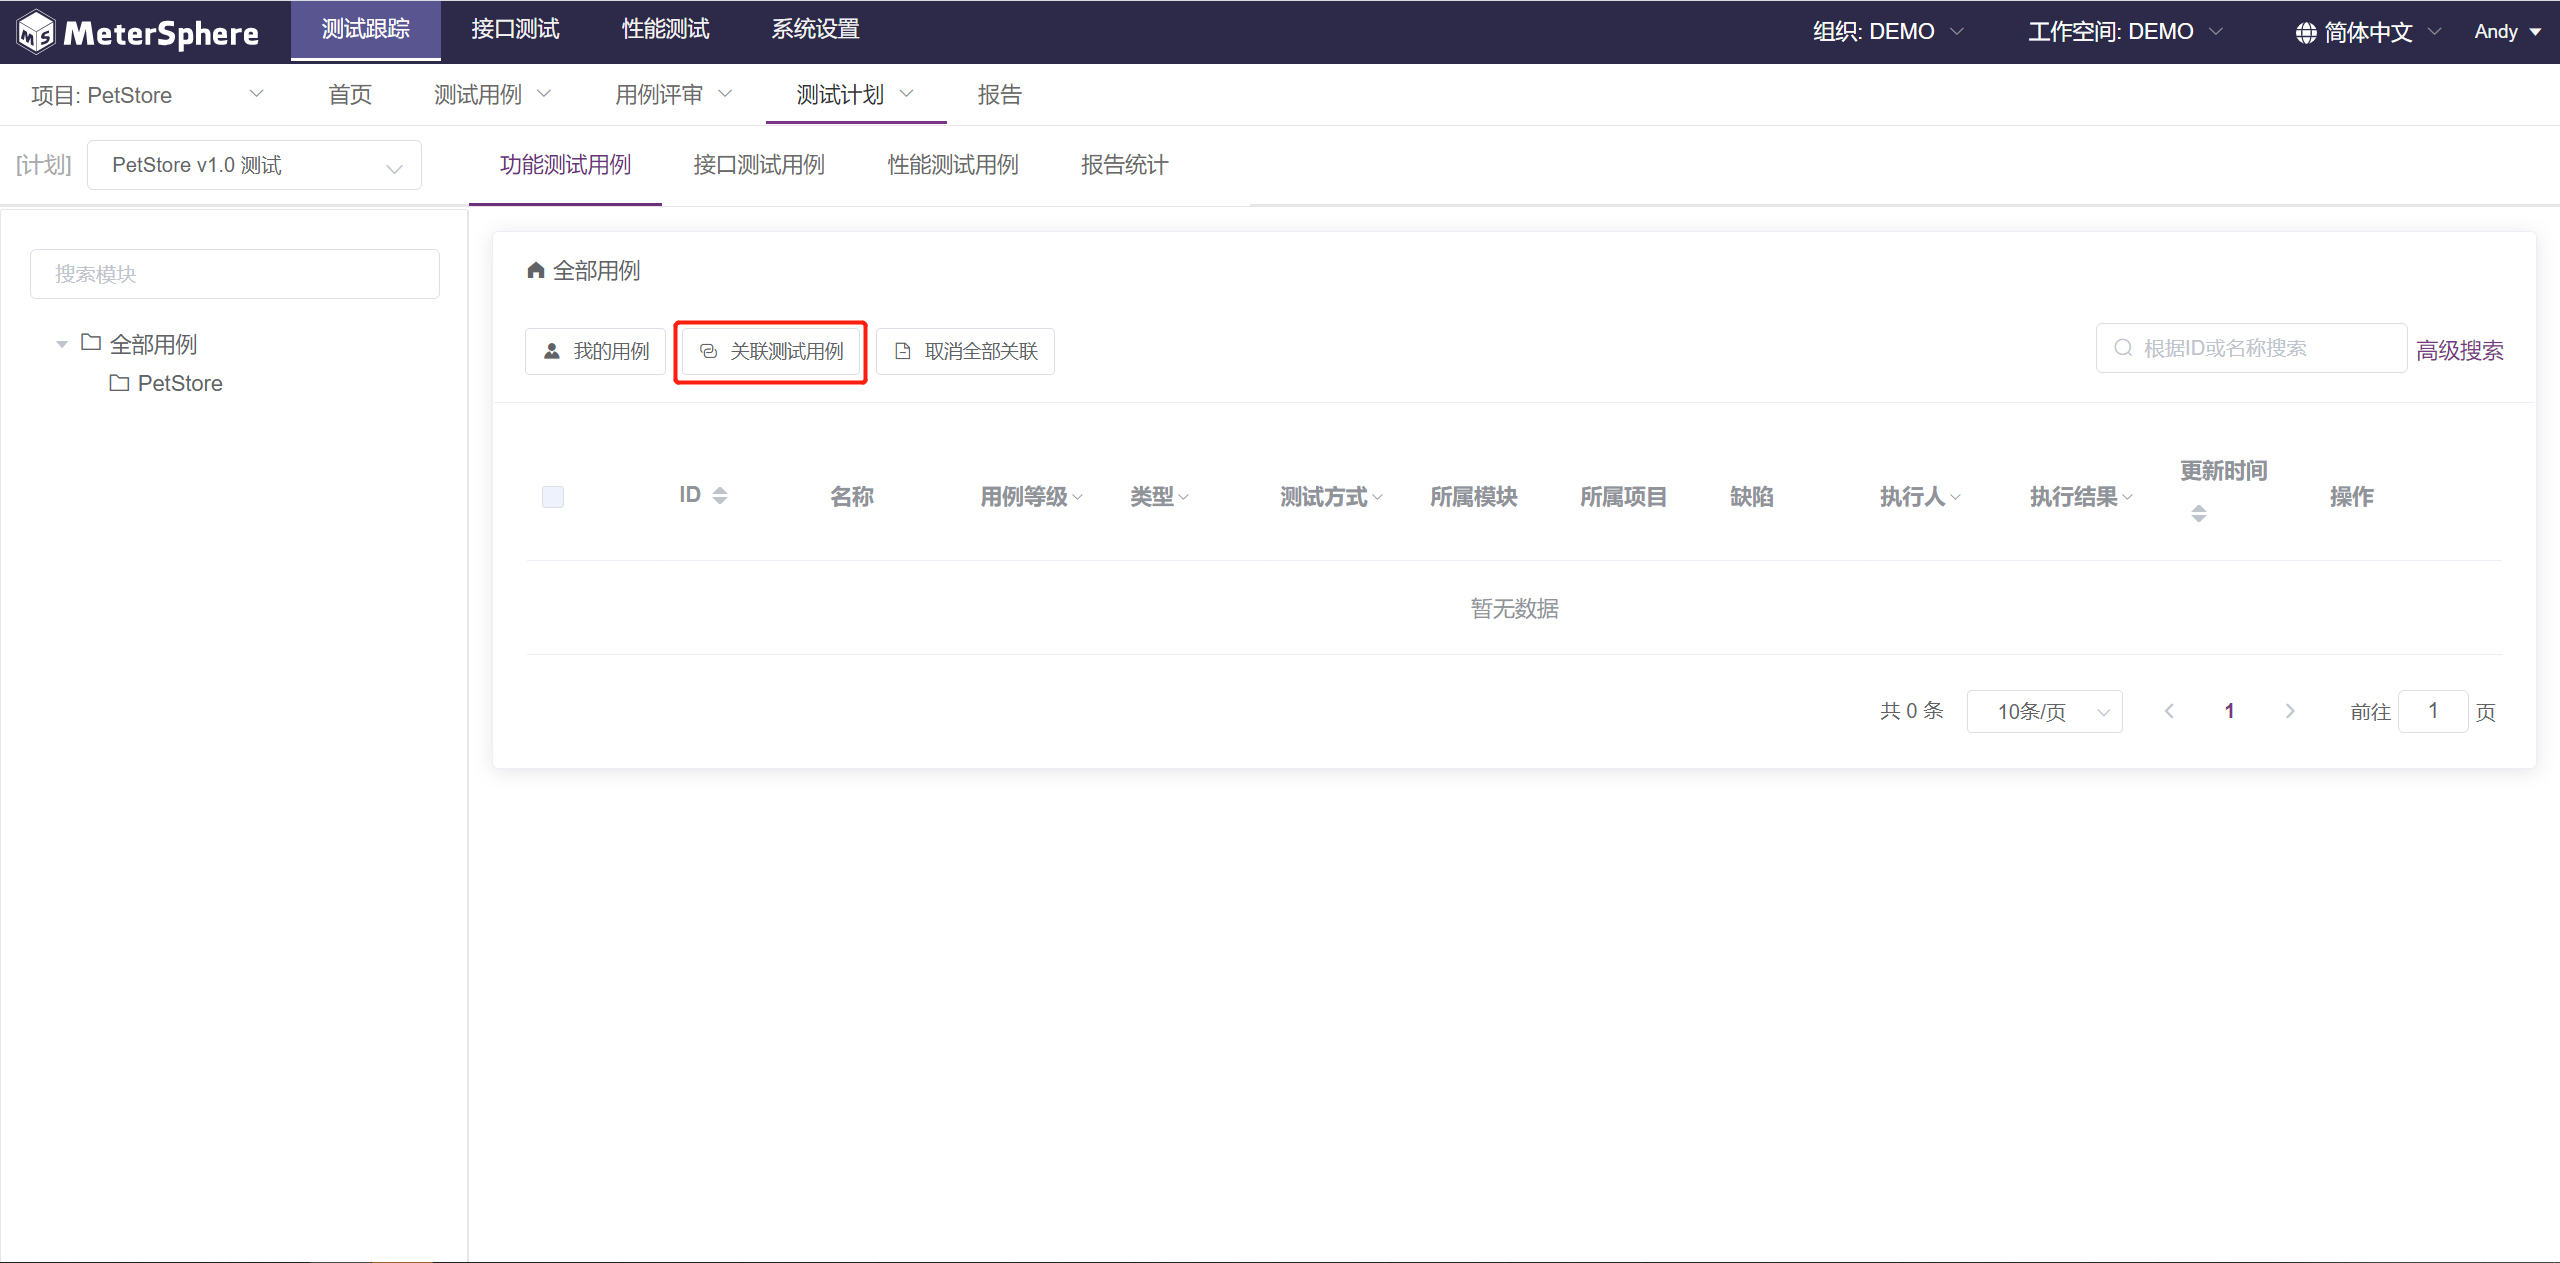 MeterSphere 测试跟踪 接口测试 性能测试 系统设置 组织: DEMO 工作空间: DEMO 简体中文 Andy
项目: PetStore 首页 测试用例 用例评审 测试计划 报告
[计划] PetStore v1.0 测试 功能测试用例 接口测试用例 性能测试用例 报告统计
搜索模块
全部用例
PetStore
全部用例
我的用例 关联测试用例 取消全部关联 根据ID或名称搜索 高级搜索
ID 名称 用例等级 类型 测试方式 所属模块 所属项目 缺陷 执行人 执行结果 更新时间 操作
暂无数据
共 0 条 10条/页 1 前往 1 页